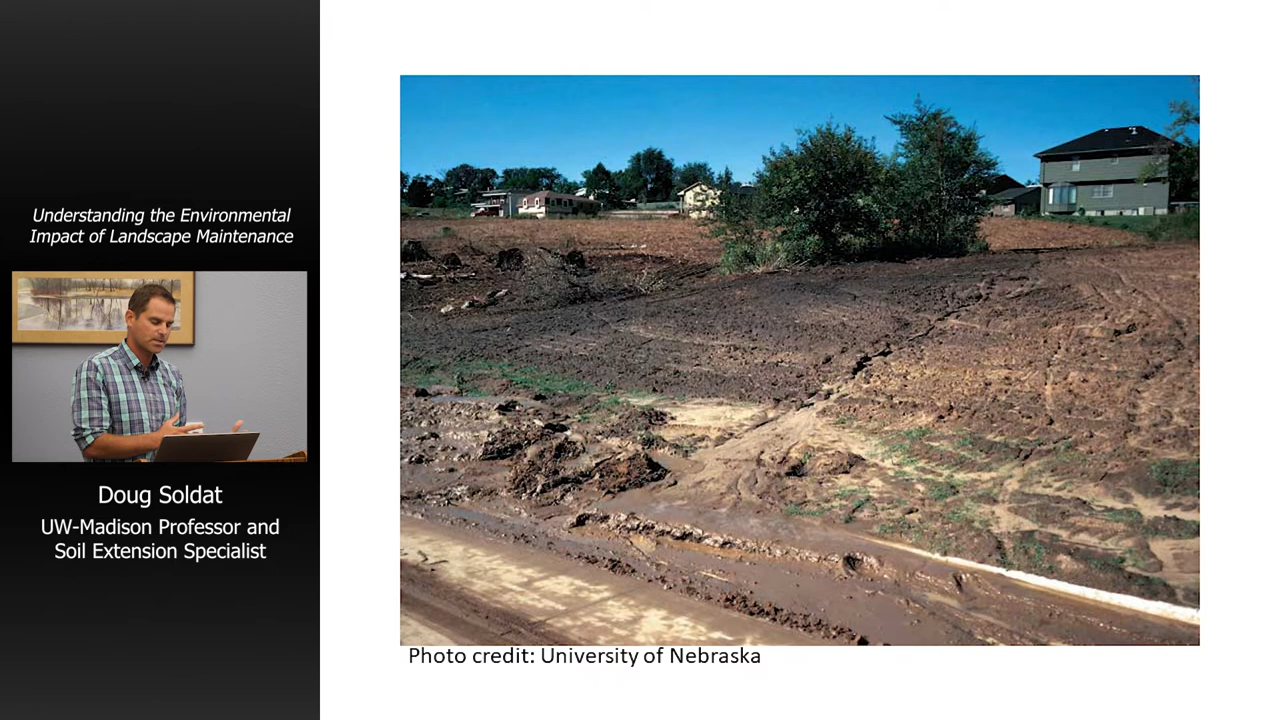 Understanding the Environmental
Impact of Landscape Maintenance
Doug Soldat
UW-Madison Professor and
Soil Extension Specialist
Photo credit: University of Nebraska